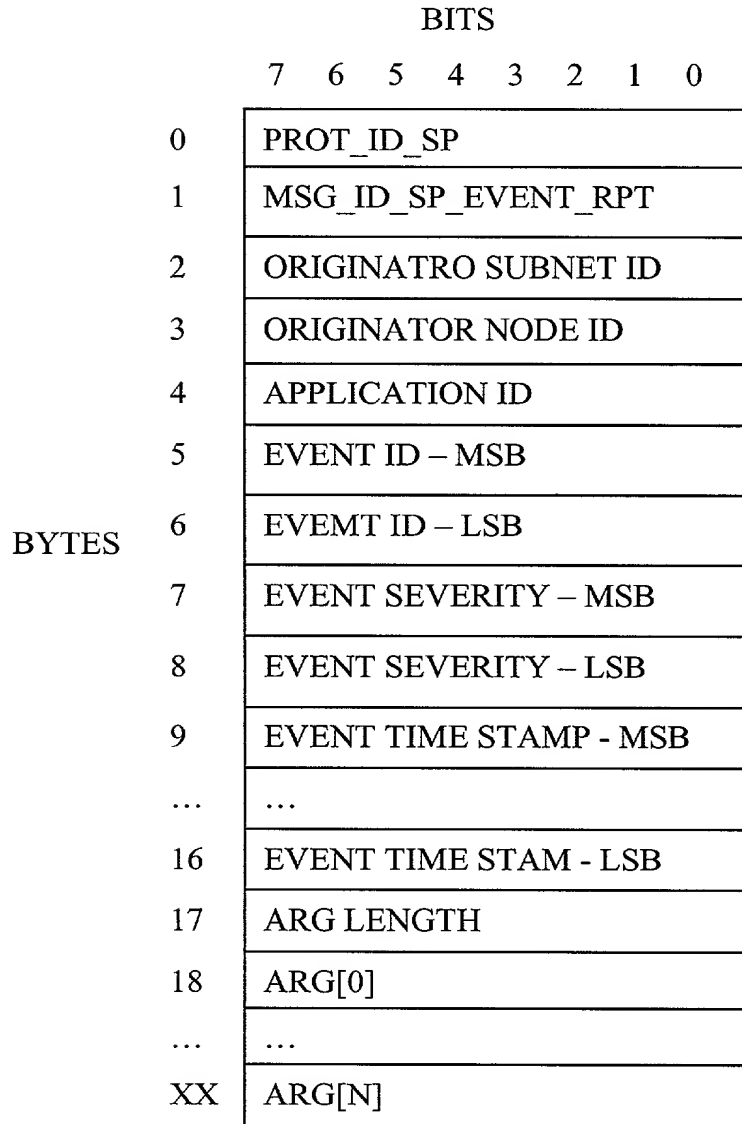 BITS
7 6 5 4 3 2 1 0
0 PROT_ID_SP
1 MSG_ID_SP_EVENT_RPT
2 ORIGINATRO SUBNET ID
3 ORIGINATOR NODE ID
4 APPLICATION ID
5 EVENT ID – MSB
BYTES 6 EVEMT ID – LSB
7 EVENT SEVERITY – MSB
8 EVENT SEVERITY – LSB
9 EVENT TIME STAMP - MSB
... ...
16 EVENT TIME STAM - LSB
17 ARG LENGTH
18 ARG[0]
... ...
XX ARG[N]